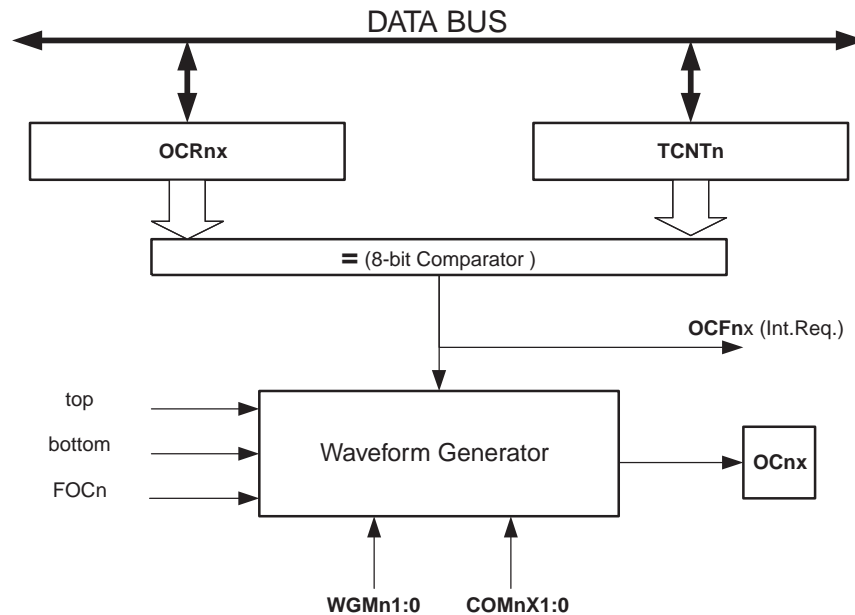 DATA BUS
OCRnx
TCNTn
= (8-bit Comparator )
OCFnx (Int.Req.)
top
bottom
FOCn
Waveform Generator
OCnx
WGMn1:0
COMnX1:0